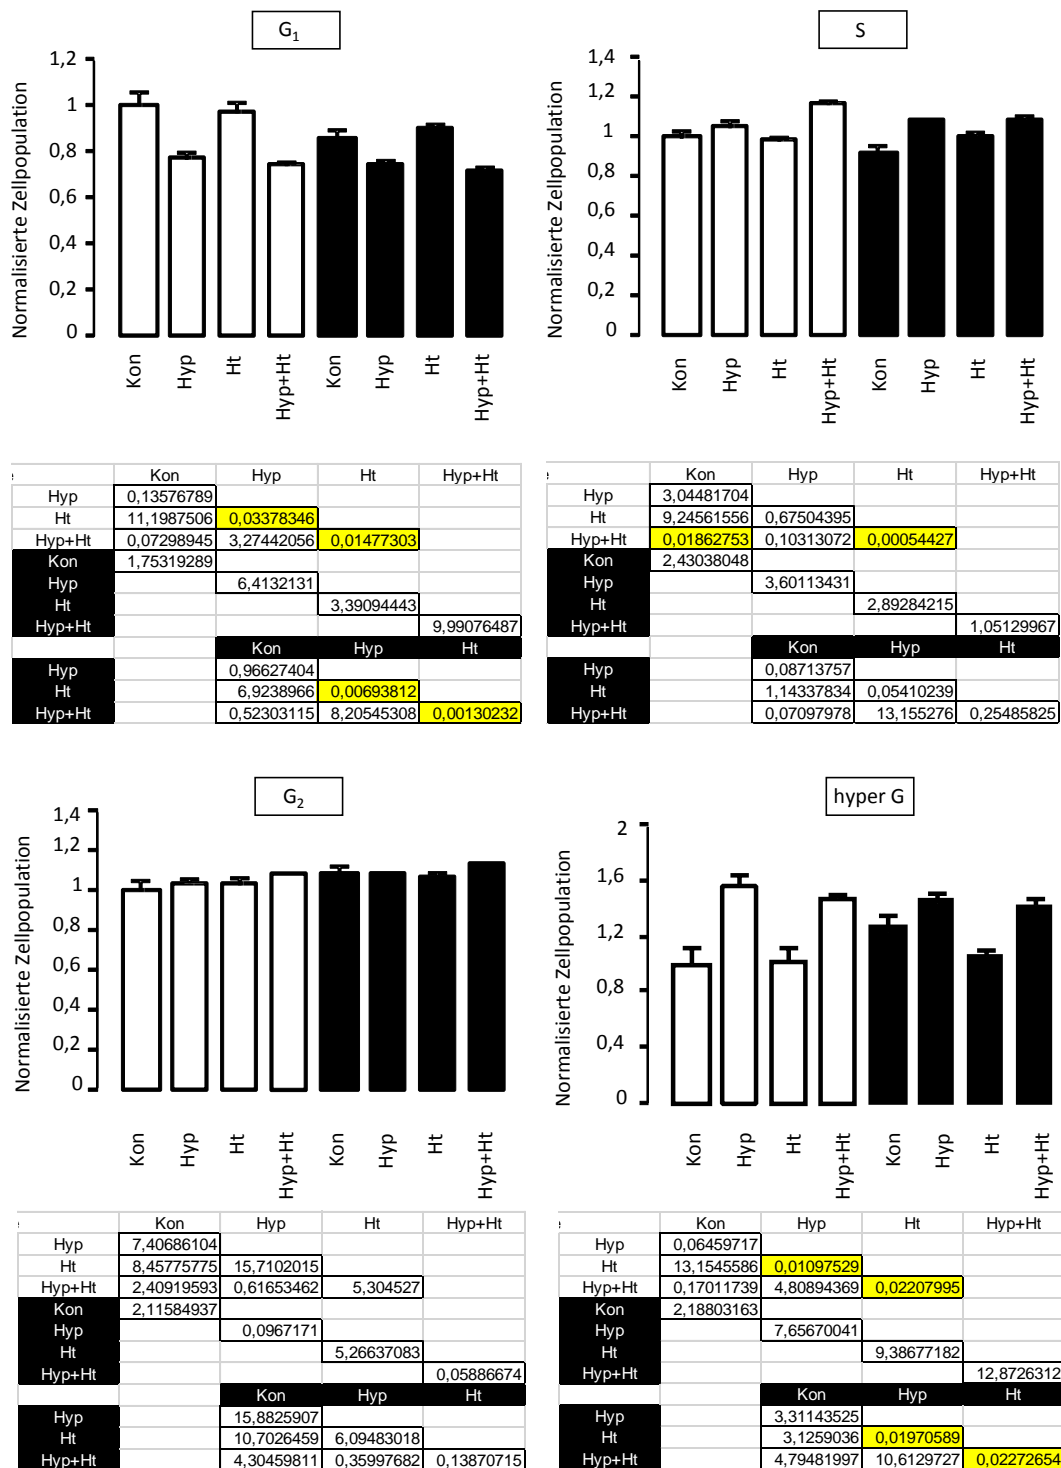 G1
Normalisierte Zellpopulation
1,2
1
0,8
0,6
0,4
0,2
0
Kon Hyp Ht Hyp+Ht Kon Hyp Ht Hyp+Ht
S
Normalisierte Zellpopulation
1,4
1,2
1
0,8
0,6
0,4
0,2
0
Kon Hyp Ht Hyp+Ht Kon Hyp Ht Hyp+Ht
Kon Hyp Ht Hyp+Ht
Hyp 0,13576789
Ht 11,1987506 0,03378346
Hyp+Ht 0,07298945 3,27442056 0,01477303
Kon 1,75319289
Hyp 6,4132131
Ht 3,39094443
Hyp+Ht 9,99076487
Kon Hyp Ht
Hyp 0,96627404
Ht 6,9238966 0,00693812
Hyp+Ht 0,52303115 8,20545308 0,00130232
Kon Hyp Ht Hyp+Ht
Hyp 3,04481704
Ht 9,24561556 0,67504395
Hyp+Ht 0,01862753 0,10313072 0,00054427
Kon 2,43038048
Hyp 3,60113431
Ht 2,89284215
Hyp+Ht 1,05129967
Kon Hyp Ht
Hyp 0,08713757
Ht 1,14337834 0,05410239
Hyp+Ht 0,07097978 13,155276 0,25485825
G2
Normalisierte Zellpopulation
1,4
1,2
1
0,8
0,6
0,4
0,2
0
Kon Hyp Ht Hyp+Ht Kon Hyp Ht Hyp+Ht
hyper G
Normalisierte Zellpopulation
2
1,6
1,2
0,8
0,4
0
Kon Hyp Ht Hyp+Ht Kon Hyp Ht Hyp+Ht
Kon Hyp Ht Hyp+Ht
Hyp 7,40686104
Ht 8,45775775 15,7102015
Hyp+Ht 2,40919593 0,61653462 5,304527
Kon 2,11584937
Hyp 0,0967171
Ht 5,26637083
Hyp+Ht 0,05886674
Kon Hyp Ht
Hyp 15,8825907
Ht 10,7026459 6,09483018
Hyp+Ht 4,30459811 0,35997682 0,13870715
Kon Hyp Ht Hyp+Ht
Hyp 0,06459717
Ht 13,1545586 0,01097529
Hyp+Ht 0,17011739 4,80894369 0,02207995
Kon 2,18803163
Hyp 7,65670041
Ht 9,38677182
Hyp+Ht 12,8726312
Kon Hyp Ht
Hyp 3,31143525
Ht 3,1259036 0,01970589
Hyp+Ht 4,79481997 10,6129727 0,02272654